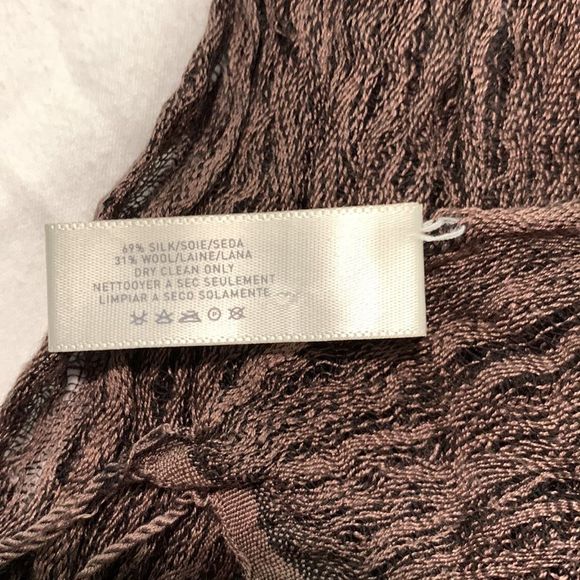 69% SILK/SOIE/SEDA
31% WOOL/LAINE/LANA
DRY CLEAN ONLY
NETTOYER A SEC SEULEMENT
LIMPIAR A SECO SOLAMENTE